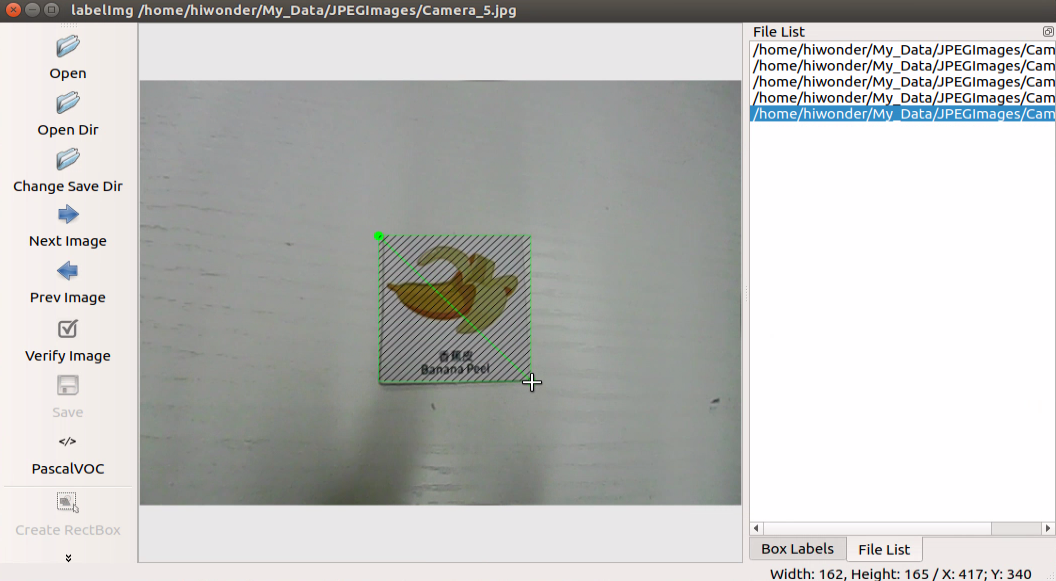 labelImg /home/hiwonder/My_Data/JPEGImages/Camera_5.jpg
Open
Open Dir
Change Save Dir
Next Image
Prev Image
Verify Image
Save
</>
PascalVOC
Create RectBox
香蕉皮
Banana Peel
File List
/home/hiwonder/My_Data/JPEGImages/Cam
/home/hiwonder/My_Data/JPEGImages/Cam
/home/hiwonder/My_Data/JPEGImages/Cam
/home/hiwonder/My_Data/JPEGImages/Cam
/home/hiwonder/My_Data/JPEGImages/Cam
Box Labels
File List
Width: 162, Height: 165 / X: 417; Y: 340